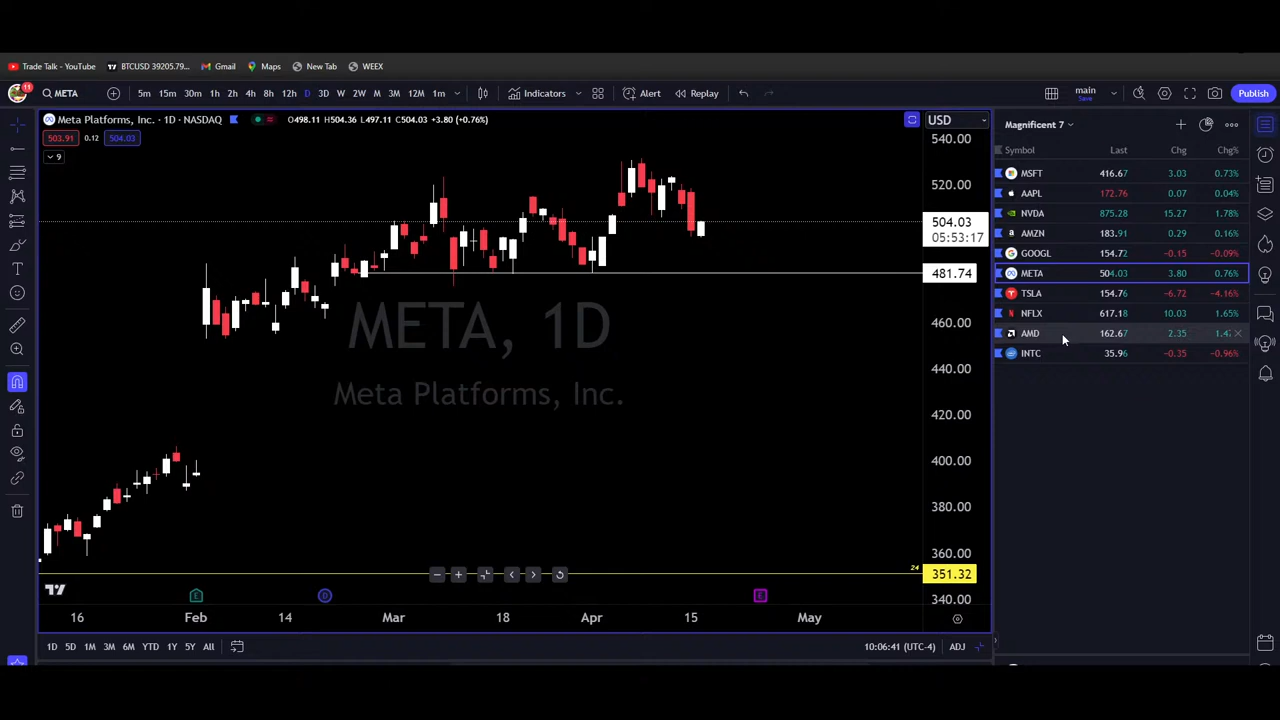 Trade Talk - YouTube BTCUSD 39205.79... Gmail Maps New Tab WEEX
11 META 5m 15m 30m 1h 2h 4h 8h 12h D 3D W 2W M 3M 12M 1m Indicators Alert Replay main Save Publish
Meta Platforms, Inc. · 1D · NASDAQ O498.11 H504.36 L497.11 C504.03 +3.80 (+0.76%) USD
503.91 0.12 504.03
9
540.00
520.00
504.03
05:53:17
481.74
460.00
440.00
420.00
400.00
380.00
360.00
24 351.32
340.00
META, 1D
Meta Platforms, Inc.
E D E
16 Feb 14 Mar 18 Apr 15 May
1D 5D 1M 3M 6M YTD 1Y 5Y All 10:06:41 (UTC-4) ADJ
Magnificent 7
Symbol Last Chg Chg%
MSFT 416.67 3.03 0.73%
AAPL 172.76 0.07 0.04%
NVDA 875.28 15.27 1.78%
AMZN 183.91 0.29 0.16%
GOOGL 154.72 −0.15 −0.09%
META 504.03 3.80 0.76%
TSLA 154.76 −6.72 −4.16%
NFLX 617.18 10.03 1.65%
AMD 162.67 2.35 1.4
INTC 35.96 −0.35 −0.96%